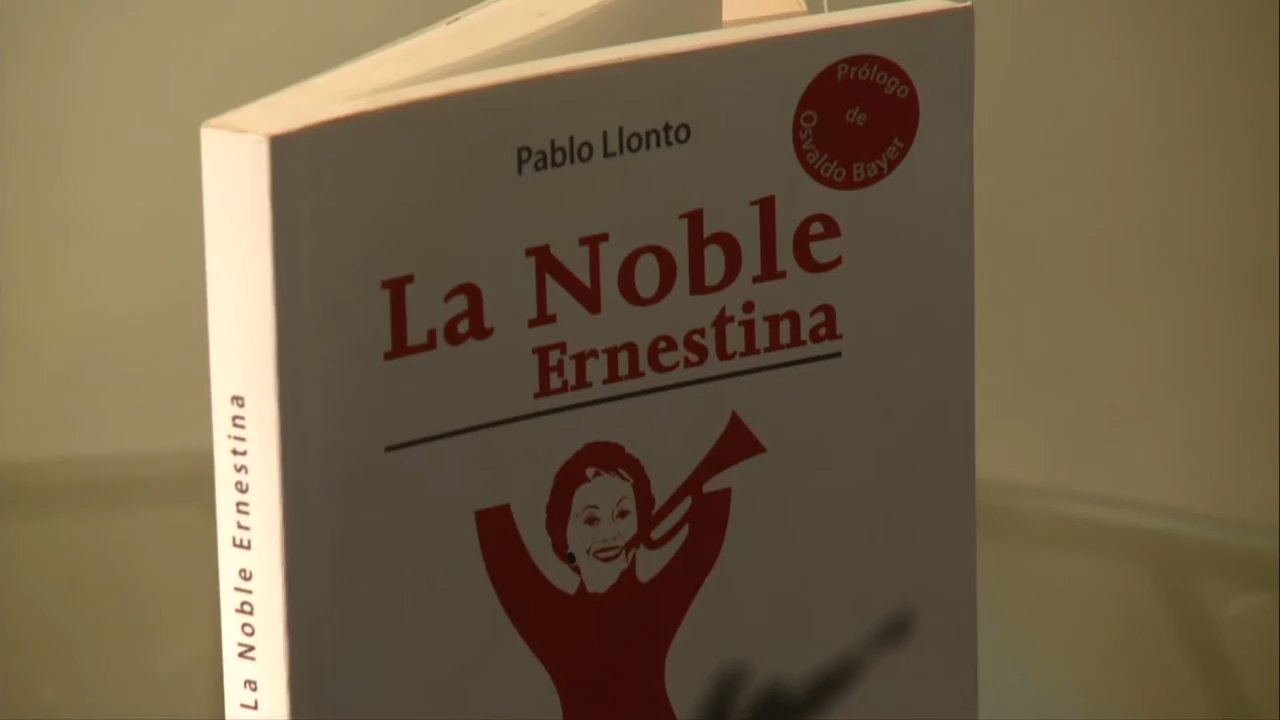 Pablo Llonto
Prólogo
de
Osvaldo Bayer
La Noble
Ernestina
La Noble Ernestina